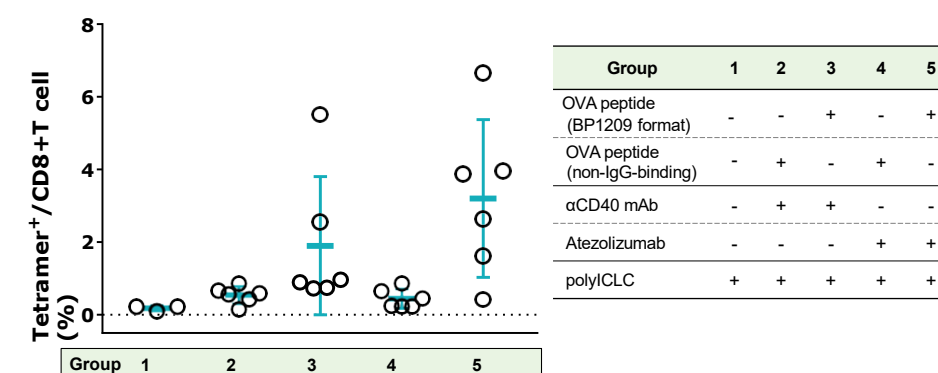 8
6
4
2
0
Tetramer⁺/CD8+T cell
(%)
Group 1 2 3 4 5
Group 1 2 3 4 5
OVA peptide
(BP1209 format) - - + - +
OVA peptide
(non-IgG-binding) - + - + -
αCD40 mAb - + + - -
Atezolizumab - - - + +
polyICLC + + + + +